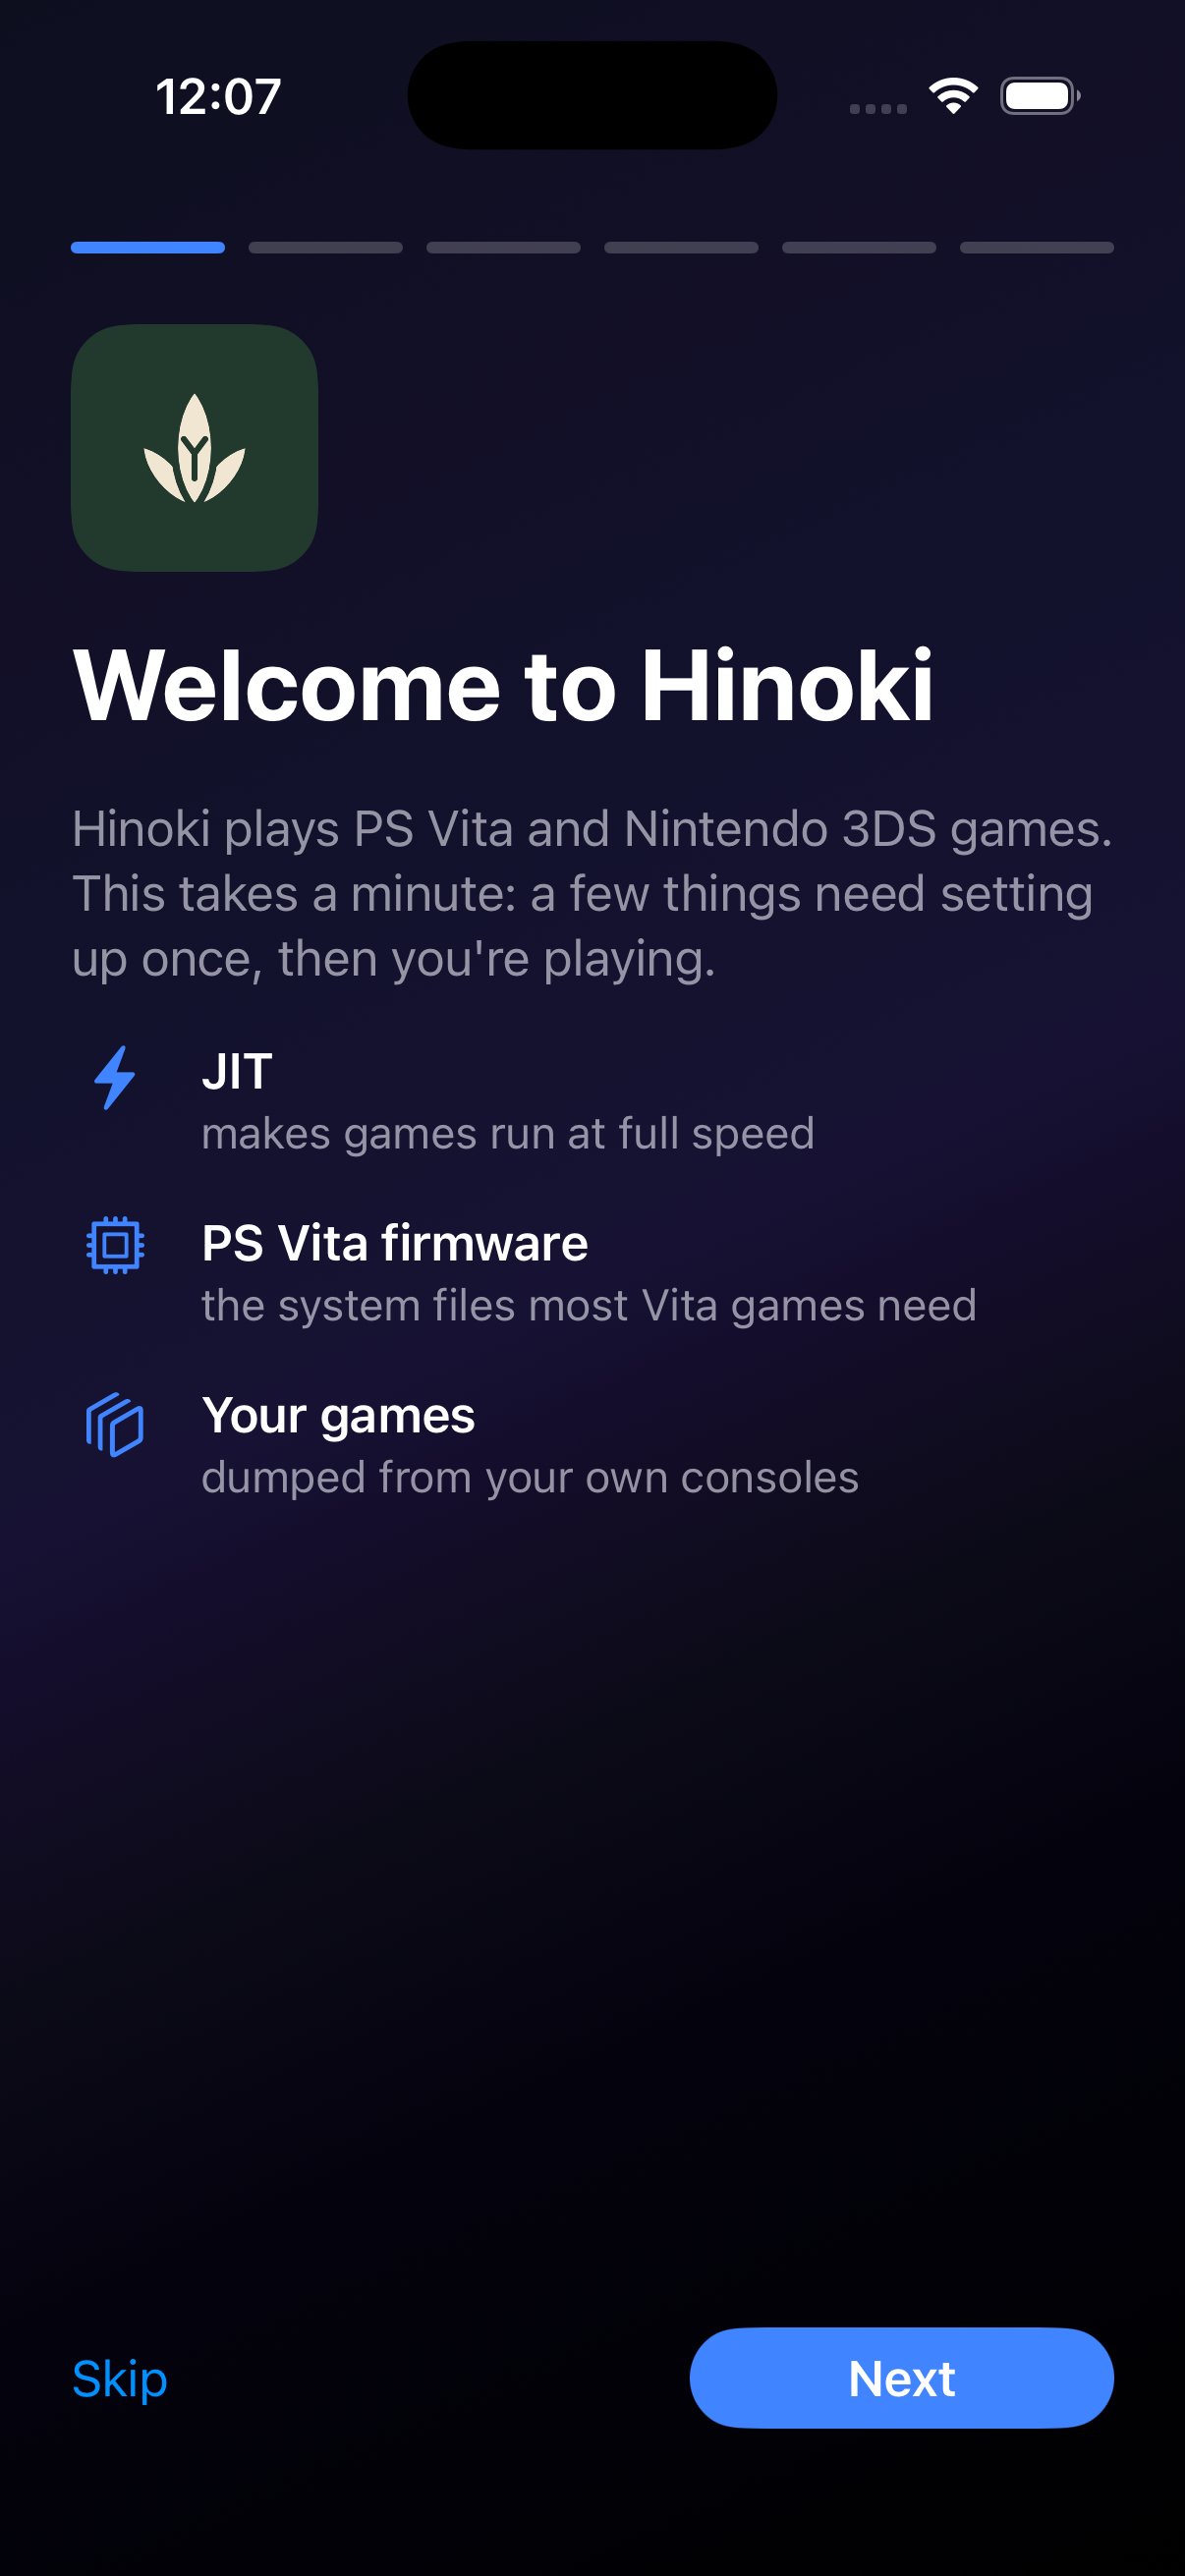 12:07
Welcome to Hinoki
Hinoki plays PS Vita and Nintendo 3DS games.
This takes a minute: a few things need setting
up once, then you're playing.
JIT
makes games run at full speed
PS Vita firmware
the system files most Vita games need
Your games
dumped from your own consoles
Skip
Next